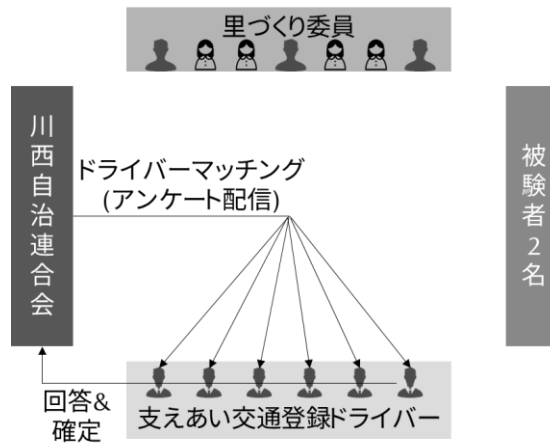 里づくり委員
川西自治連合会
ドライバーマッチング
(アンケート配信)
被験者2名
回答&
確定
支えあい交通登録ドライバー